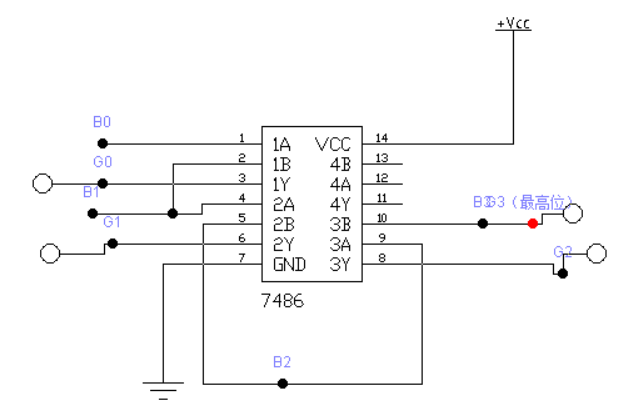 +Vcc
B0
1
1A
VCC
14
G0
2
1B
4B
13
3
1Y
4A
12
B1
4
2A
4Y
11
B3
G3（最高位）
G1
5
2B
3B
10
6
2Y
3A
9
G2
7
GND
3Y
8
7486
B2